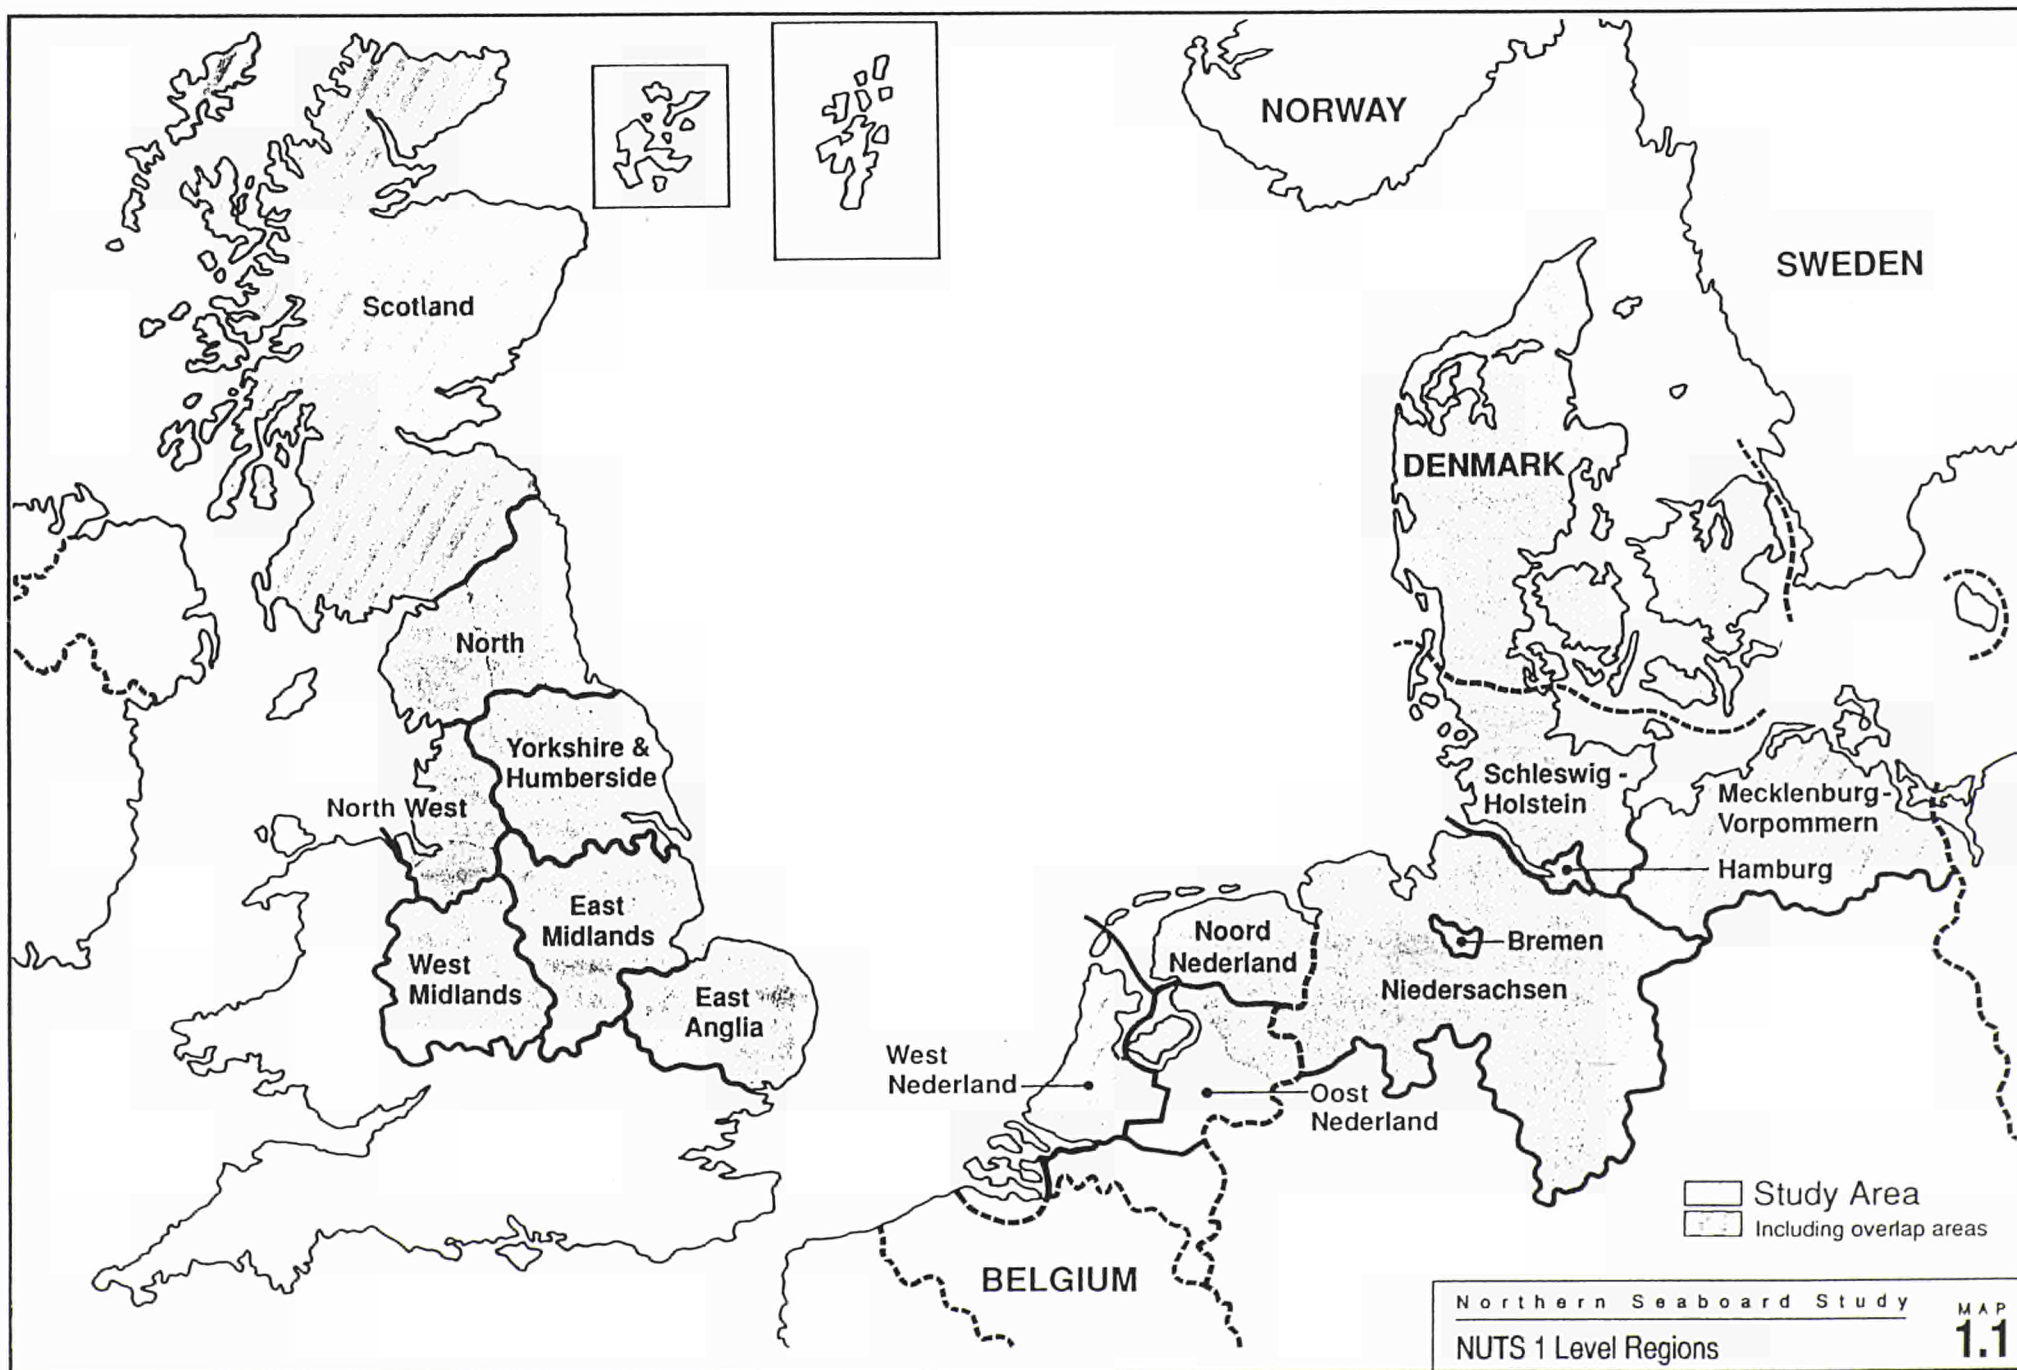 NORWAY
SWEDEN
Scotland
DENMARK
North
Yorkshire &
Humberside
North West
Schleswig -
Holstein
Mecklenburg-
Vorpommern
Hamburg
East
Midlands
Noord
Nederland
Bremen
West
Midlands
Niedersachsen
East
Anglia
West
Nederland
Oost
Nederland
Study Area
Including overlap areas
BELGIUM
Northern Seaboard Study
NUTS 1 Level Regions
MAP
1.1